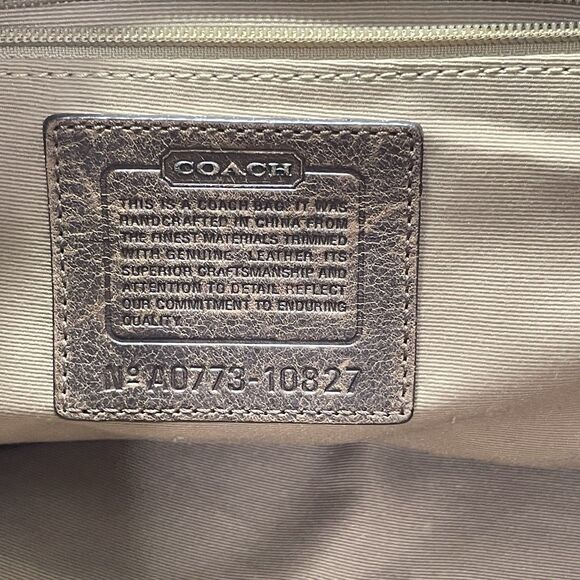 COACH
THIS IS A COACH BAG. IT WAS
HANDCRAFTED IN CHINA FROM
THE FINEST MATERIALS TRIMMED
WITH GENUINE LEATHER. ITS
SUPERIOR CRAFTSMANSHIP AND
ATTENTION TO DETAIL REFLECT
OUR COMMITMENT TO ENDURING
QUALITY.
Nº A0773-10827